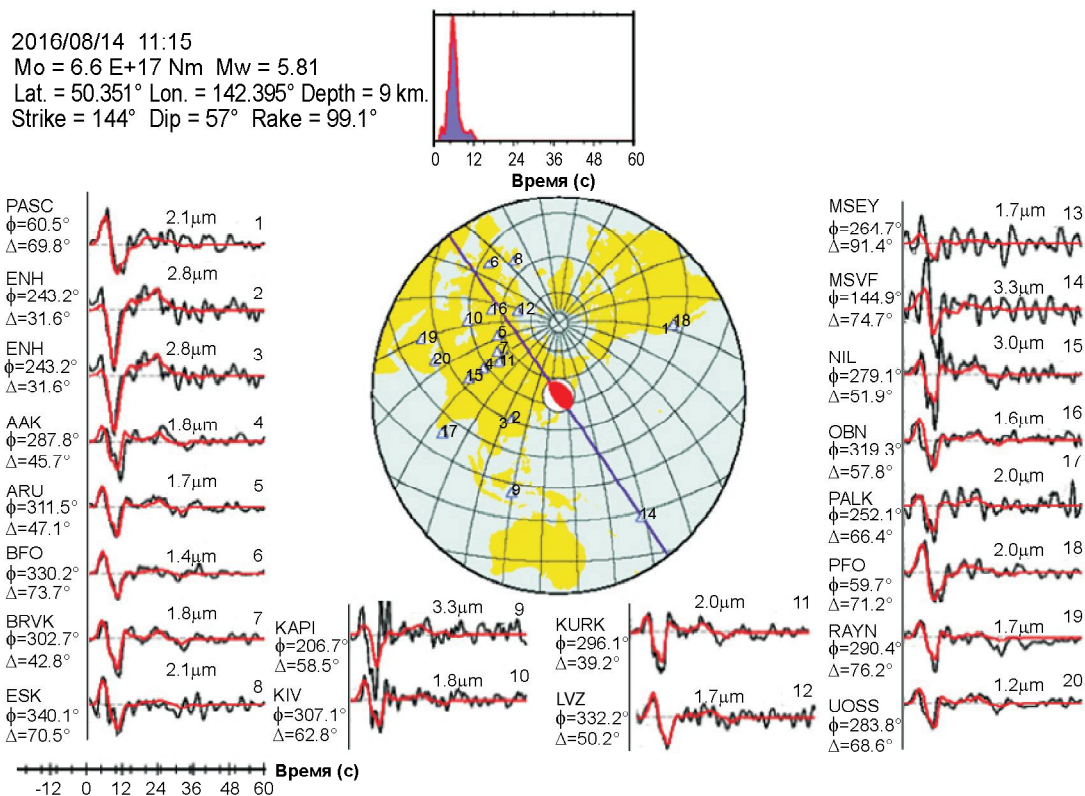 2016/08/14 11:15
Mo = 6.6 E+17 Nm Mw = 5.81
Lat. = 50.351° Lon. = 142.395° Depth = 9 km.
Strike = 144° Dip = 57° Rake = 99.1°
0 12 24 36 48 60
Время (с)
PASC
ϕ=60.5°
Δ=69.8°
2.1μm 1
ENH
ϕ=243.2°
Δ=31.6°
2.8μm 2
ENH
ϕ=243.2°
Δ=31.6°
2.8μm 3
AAK
ϕ=287.8°
Δ=45.7°
1.8μm 4
ARU
ϕ=311.5°
Δ=47.1°
1.7μm 5
BFO
ϕ=330.2°
Δ=73.7°
1.4μm 6
BRVK
ϕ=302.7°
Δ=42.8°
1.8μm 7
ESK
ϕ=340.1°
Δ=70.5°
2.1μm 8
-12 0 12 24 36 48 60
Время (с)
6 8
16 12
10
19 5
7
20 4 11
15
3 2
17
9
14
1 18
KAPI
ϕ=206.7°
Δ=58.5°
3.3μm 9
KIV
ϕ=307.1°
Δ=62.8°
1.8μm 10
KURK
ϕ=296.1°
Δ=39.2°
2.0μm 11
LVZ
ϕ=332.2°
Δ=50.2°
1.7μm 12
MSEY
ϕ=264.7°
Δ=91.4°
1.7μm 13
MSVF
ϕ=144.9°
Δ=74.7°
3.3μm 14
NIL
ϕ=279.1°
Δ=51.9°
3.0μm 15
OBN
ϕ=319 3°
Δ=57.8°
1.6μm 16
PALK
ϕ=252.1°
Δ=66.4°
2.0μm 17
PFO
ϕ=59.7°
Δ=71.2°
2.0μm 18
RAYN
ϕ=290.4°
Δ=76.2°
1.7μm 19
UOSS
ϕ=283.8°
Δ=68.6°
1.2μm 20